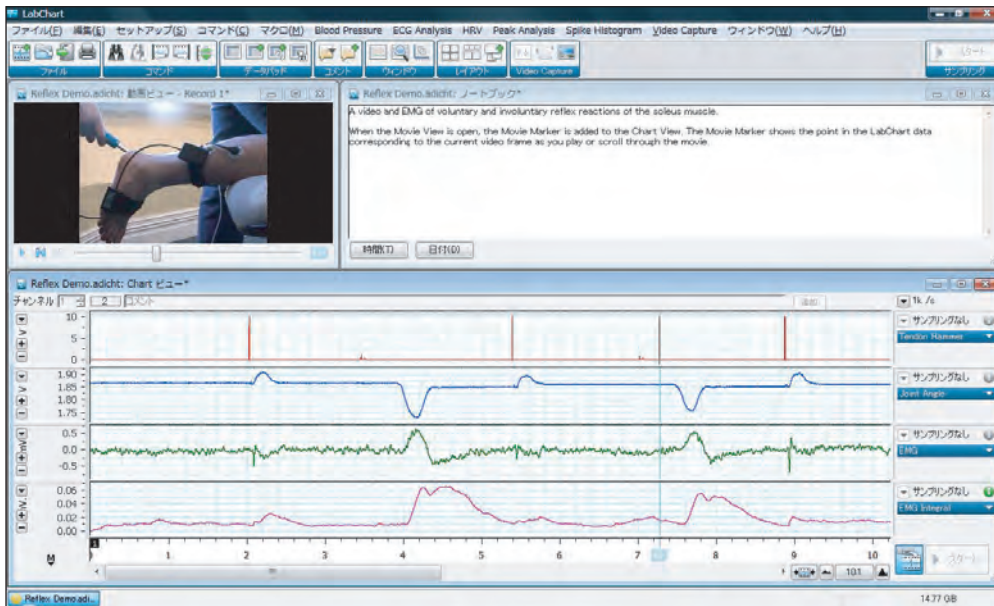 LabChart
ファイル(F) 編集(E) セットアップ(S) コマンド(C) マクロ(M) Blood Pressure ECG Analysis HRV Peak Analysis Spike Histogram Video Capture ウィンドウ(W) ヘルプ(H)
ファイル コマンド データパッド コメント ウィンドウ レイアウト Video Capture サンプリング
スタート
Reflex Demo.adicht: 動画ビュー - Record 1*
Reflex Demo.adicht: ノートブック*
A video and EMG of voluntary and involuntary reflex reactions of the soleus muscle.
When the Movie View is open, the Movie Marker is added to the Chart View. The Movie Marker shows the point in the LabChart data
corresponding to the current video frame as you play or scroll through the movie.
時間(T) 日付(D)
Reflex Demo.adicht: Chart ビュー*
チャンネル 1 2 コメント 追加 1k /s
10
5
0
V
サンプリングなし
Tendon Hammer
1.90
1.85
1.80
1.75
V
サンプリングなし
Joint Angle
0.5
0.0
-0.5
mV
サンプリングなし
EMG
0.06
0.04
0.02
0.00
サンプリングなし
EMG Integral
1 2 3 4 5 6 7 8 9 10
M
10:1
スタート
Reflex Demo.adi...
14.77 GB